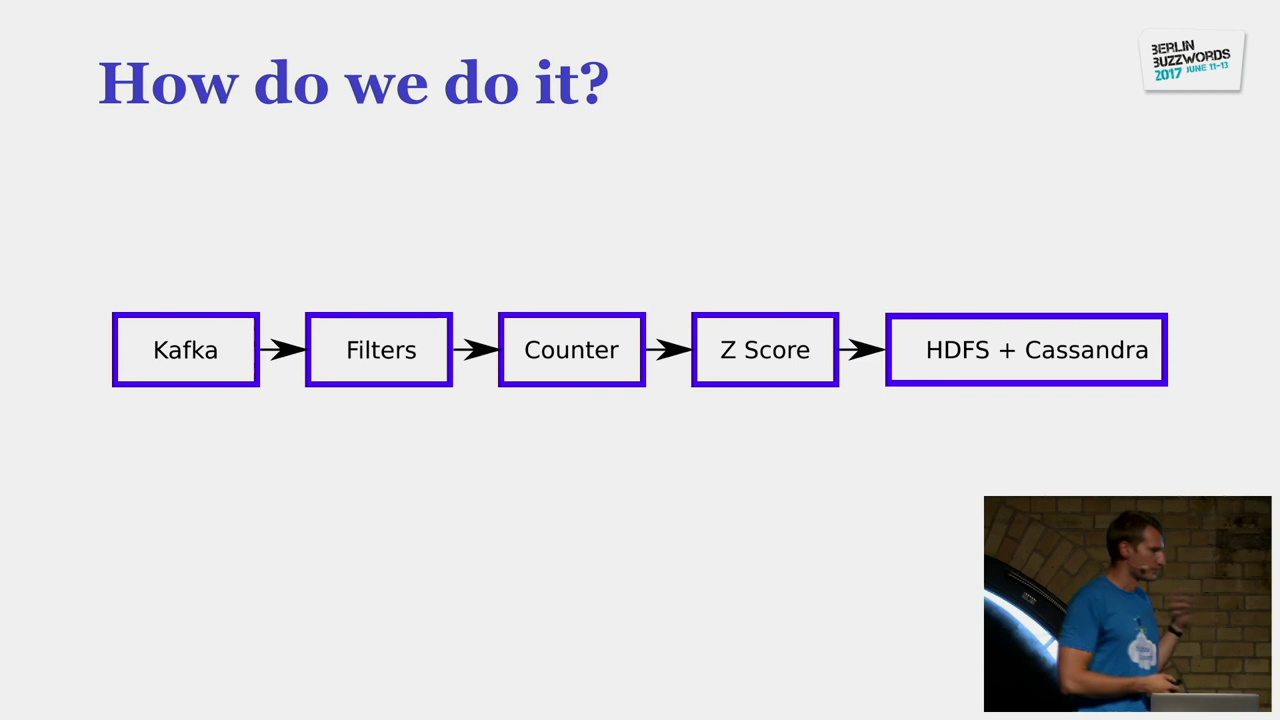 How do we do it?
BERLIN
BUZZWORDS
2017 JUNE 11-13
Kafka
Filters
Counter
Z Score
HDFS + Cassandra